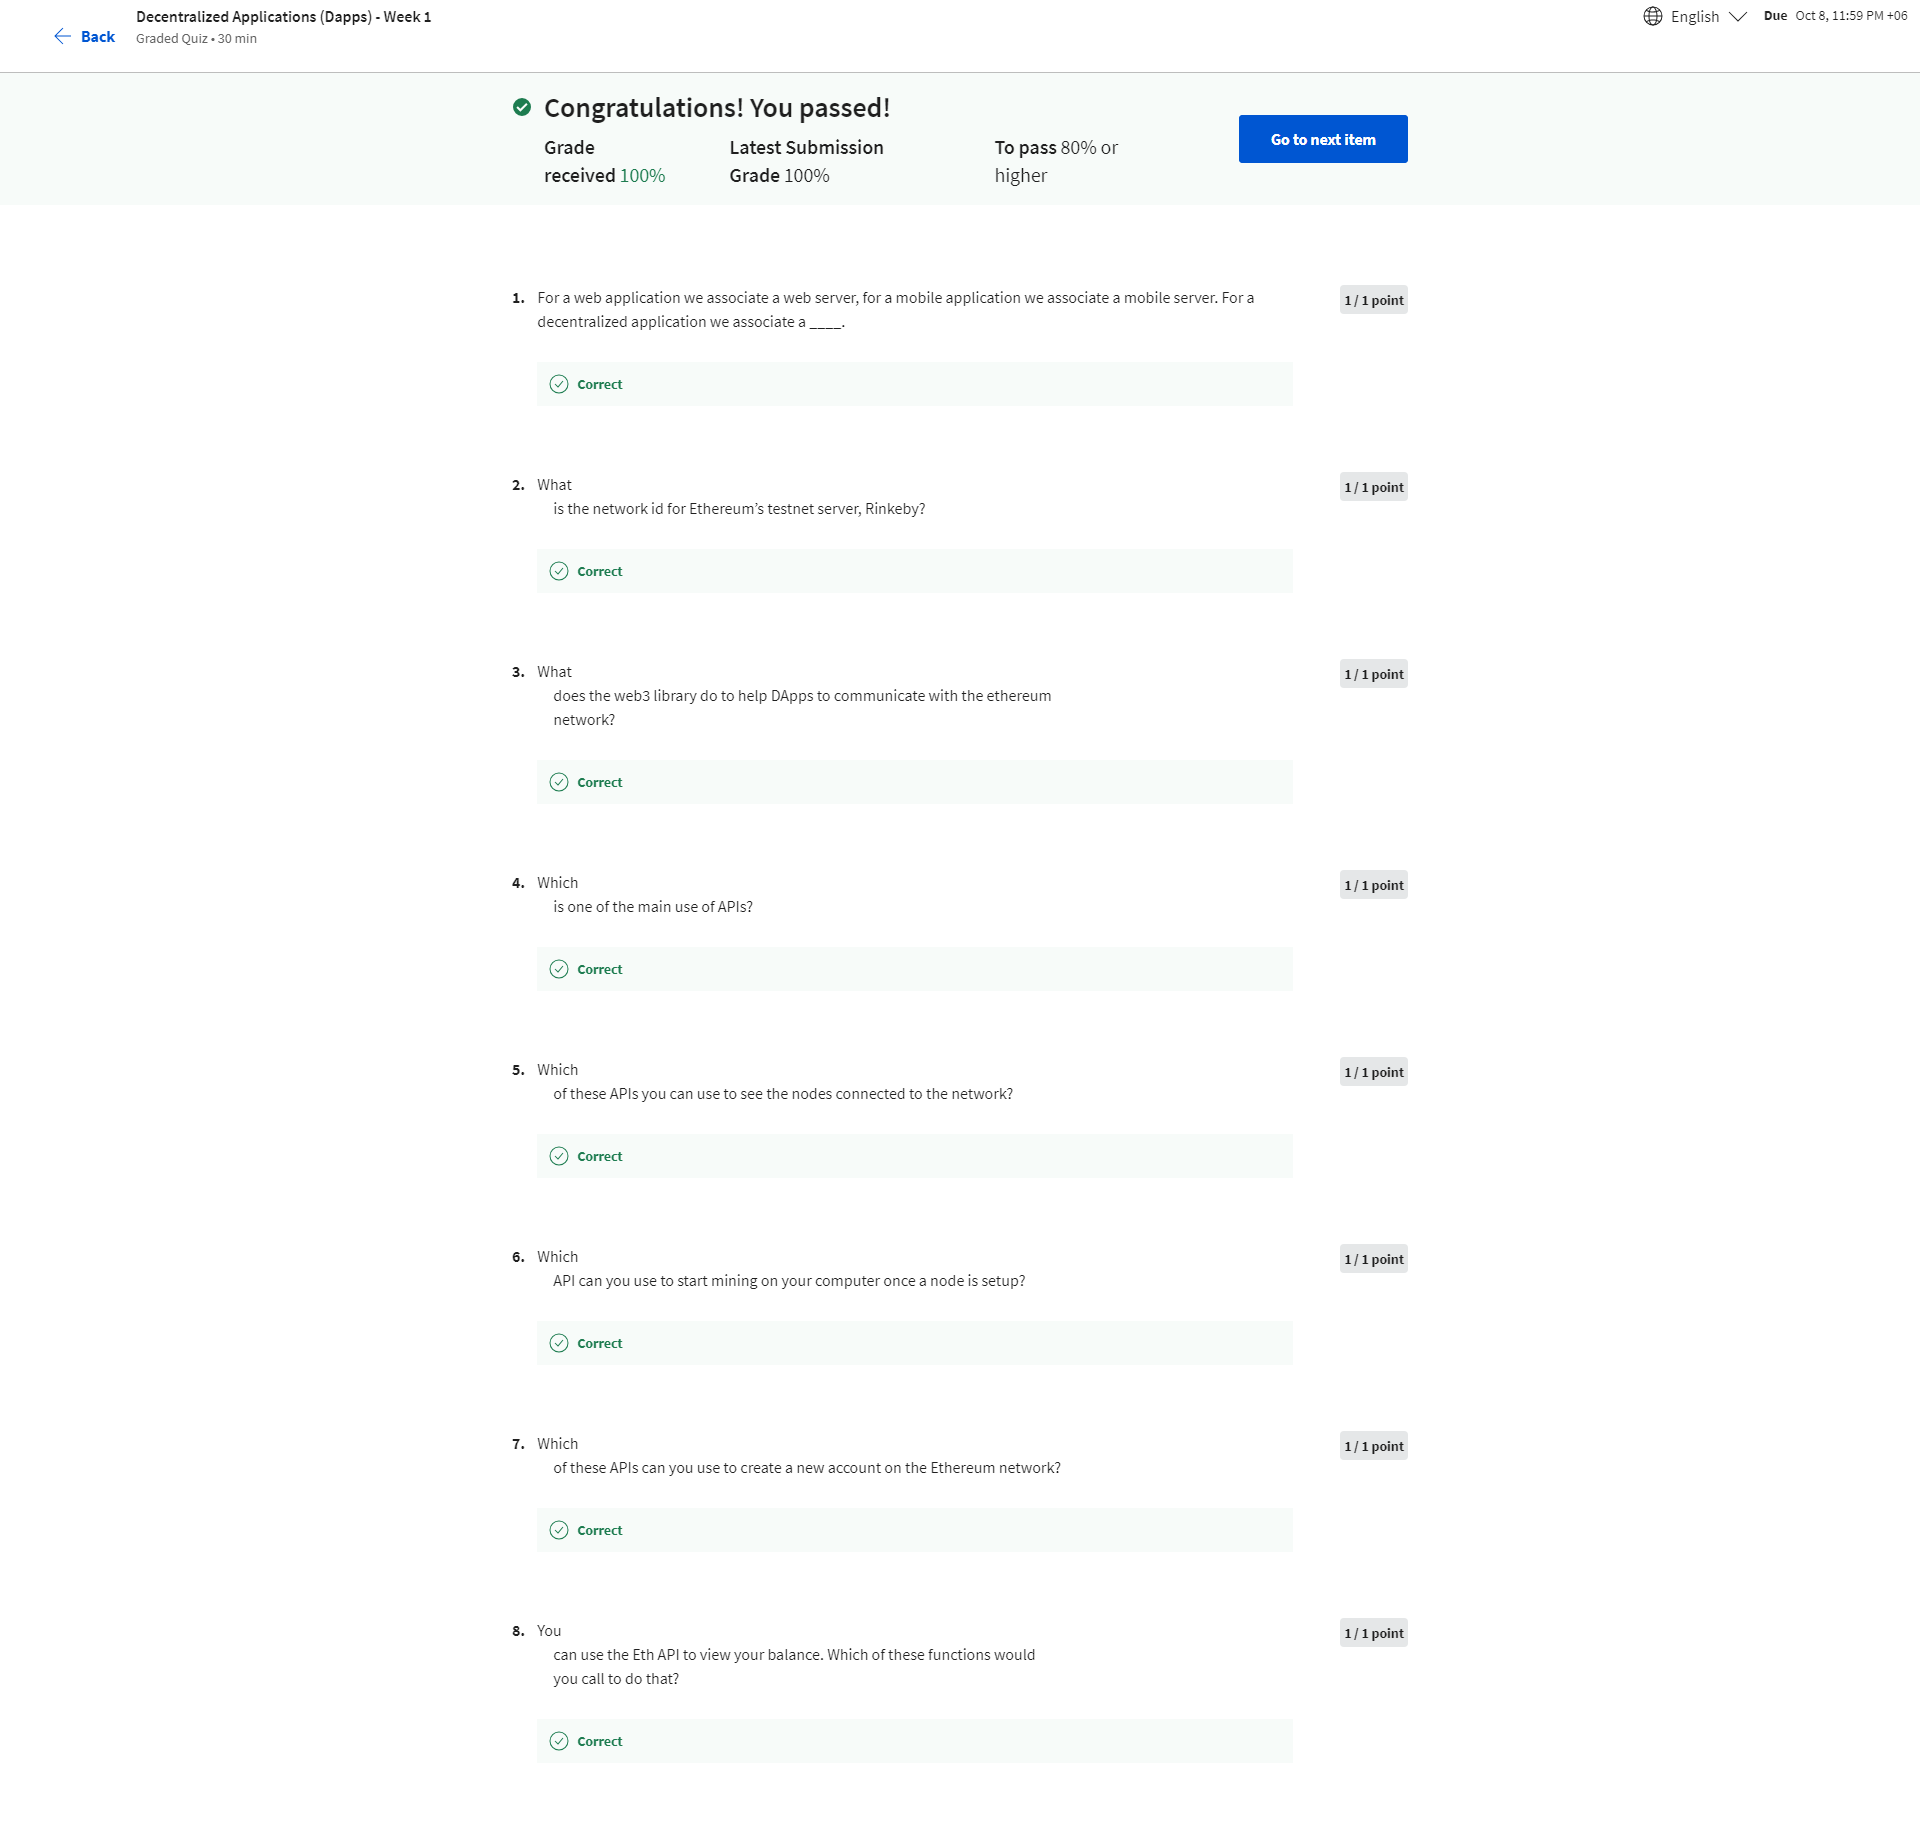 Back
Decentralized Applications (Dapps) - Week 1
Graded Quiz • 30 min
English
Due Oct 8, 11:59 PM +06
Congratulations! You passed!
Grade received 100%
Latest Submission Grade 100%
To pass 80% or higher
Go to next item
1. For a web application we associate a web server, for a mobile application we associate a mobile server. For a
decentralized application we associate a ____.
1 / 1 point
Correct
2. What
is the network id for Ethereum’s testnet server, Rinkeby?
1 / 1 point
Correct
3. What
does the web3 library do to help DApps to communicate with the ethereum
network?
1 / 1 point
Correct
4. Which
is one of the main use of APIs?
1 / 1 point
Correct
5. Which
of these APIs you can use to see the nodes connected to the network?
1 / 1 point
Correct
6. Which
API can you use to start mining on your computer once a node is setup?
1 / 1 point
Correct
7. Which
of these APIs can you use to create a new account on the Ethereum network?
1 / 1 point
Correct
8. You
can use the Eth API to view your balance. Which of these functions would
you call to do that?
1 / 1 point
Correct